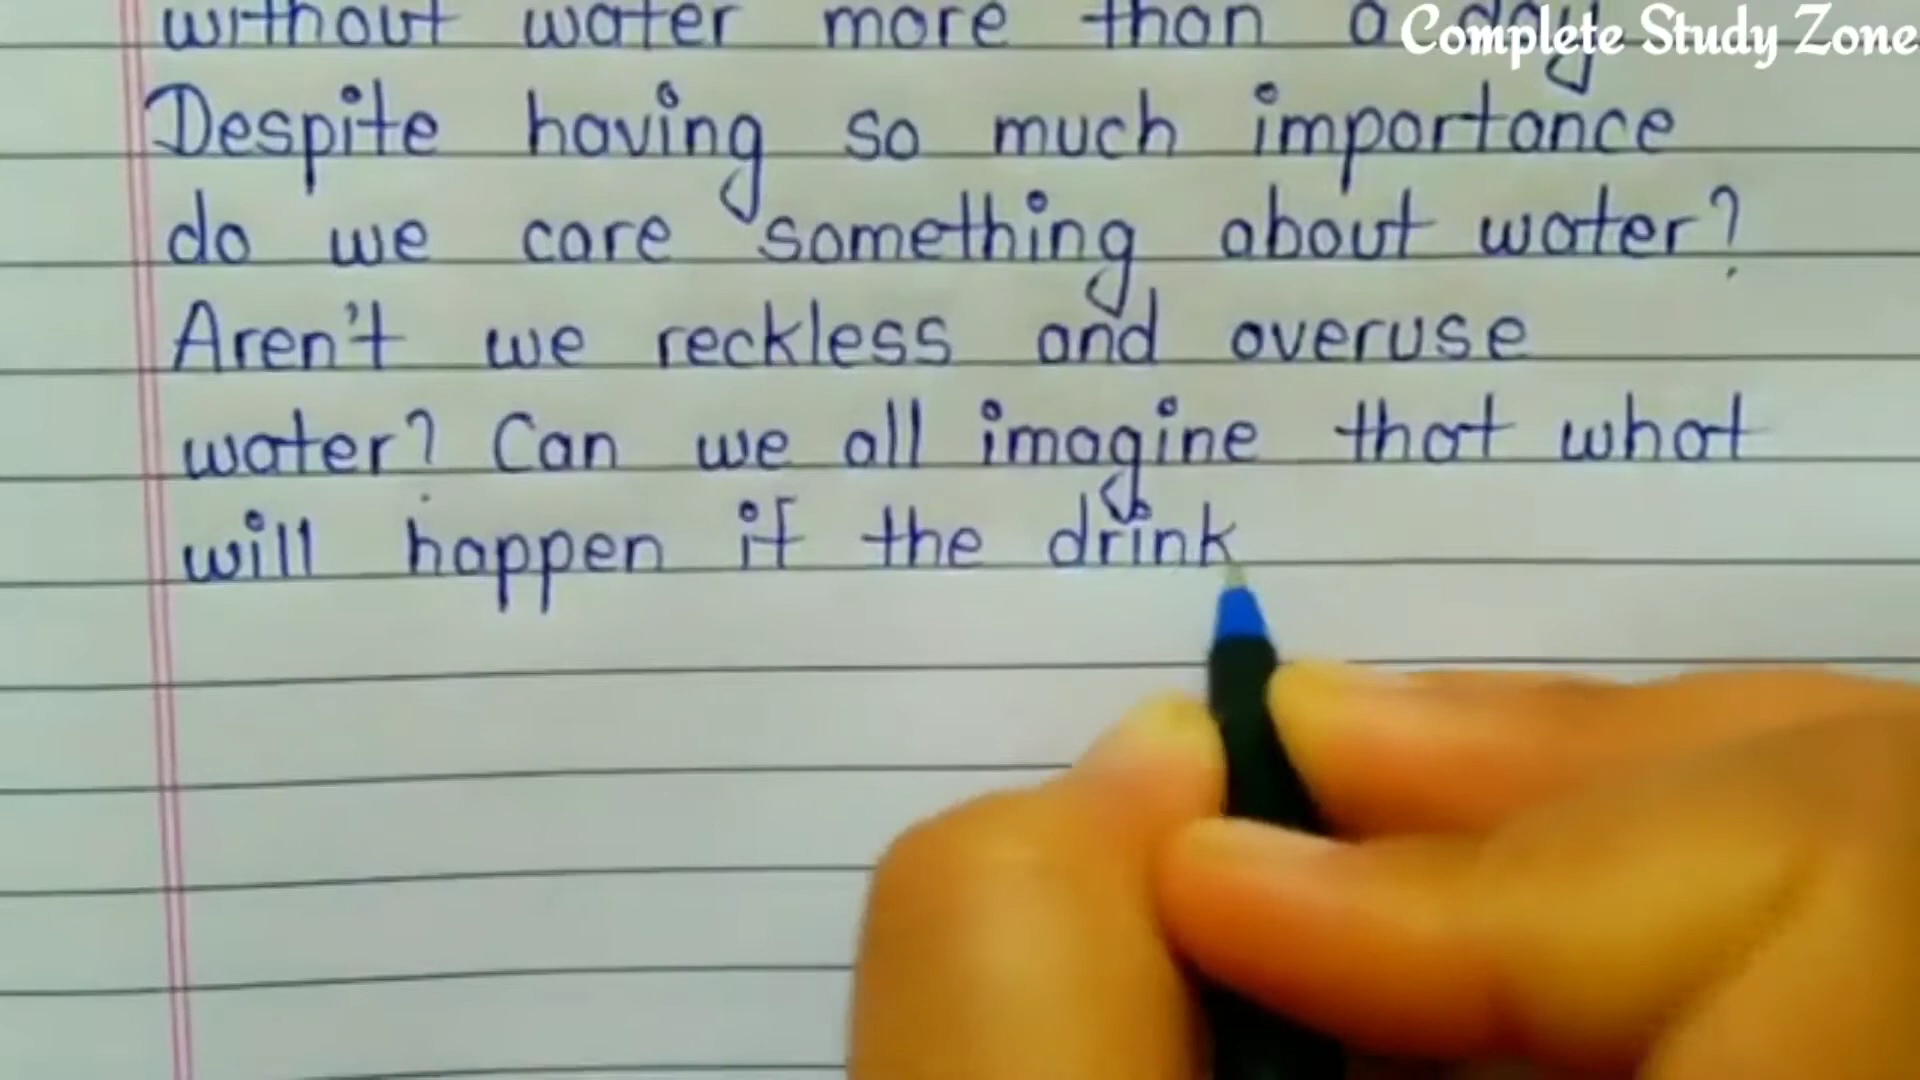 without water more than a day
Complete Study Zone
Despite having so much importance
do we care something about water?
Aren't we reckless and overuse
water? Can we all imagine that what
will happen if the drink